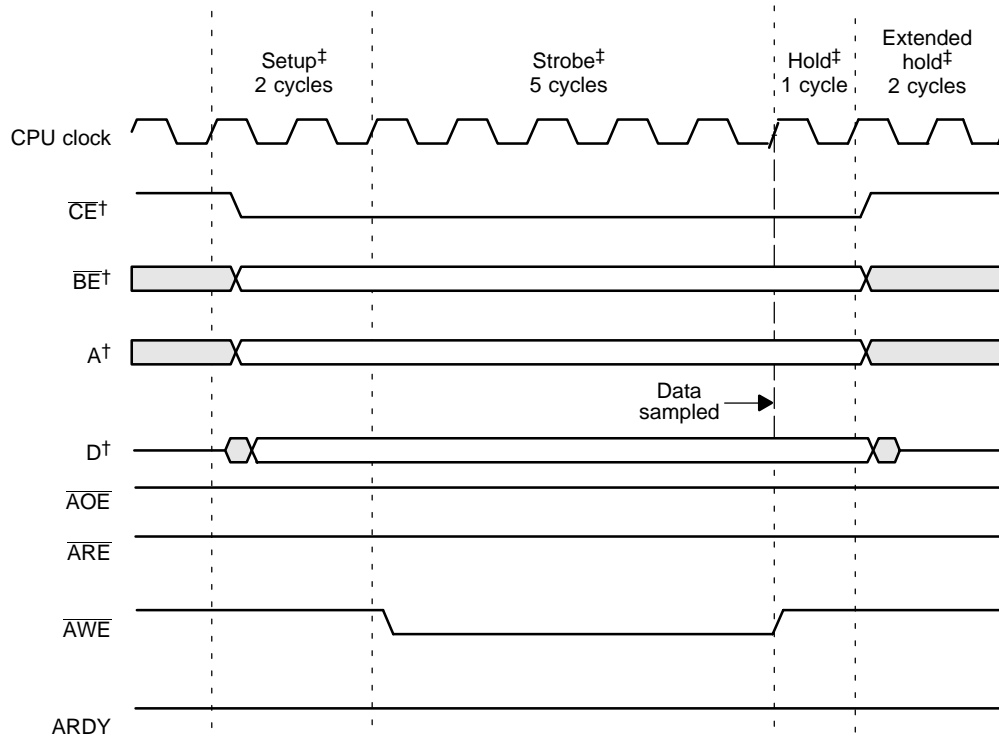 Setup‡
2 cycles
Strobe‡
5 cycles
Hold‡
1 cycle
Extended
hold‡
2 cycles
CPU clock
CE†
BE†
A†
Data
sampled
D†
AOE
ARE
AWE
ARDY